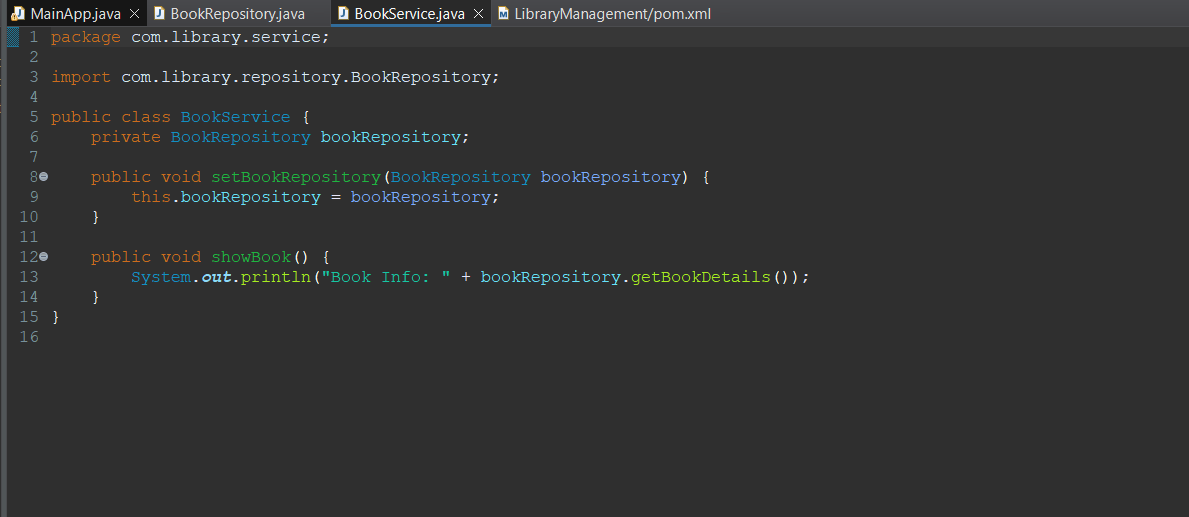 MainApp.java BookRepository.java BookService.java LibraryManagement/pom.xml
1 package com.library.service;
2
3 import com.library.repository.BookRepository;
4
5 public class BookService {
6     private BookRepository bookRepository;
7
8     public void setBookRepository(BookRepository bookRepository) {
9         this.bookRepository = bookRepository;
10     }
11
12     public void showBook() {
13         System.out.println("Book Info: " + bookRepository.getBookDetails());
14     }
15 }
16